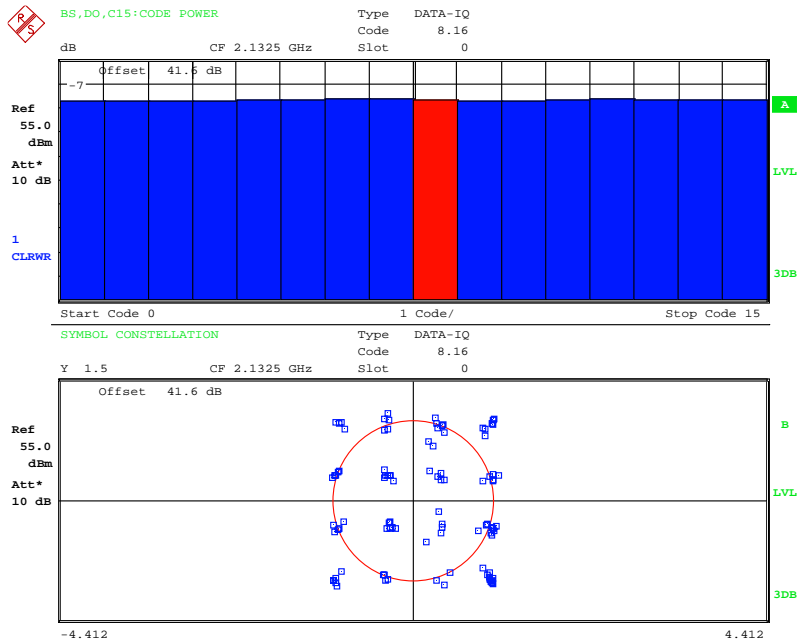 R S
BS,DO,C15:CODE POWER Type DATA-IQ
Code 8.16
dB CF 2.1325 GHz Slot 0
Offset 41.6 dB
-7
Ref
55.0
dBm
Att*
10 dB
1
CLRWR
A
LVL
3DB
Start Code 0 1 Code/ Stop Code 15
SYMBOL CONSTELLATION Type DATA-IQ
Code 8.16
Y 1.5 CF 2.1325 GHz Slot 0
Offset 41.6 dB
Ref
55.0
dBm
Att*
10 dB
B
LVL
3DB
-4.412 4.412